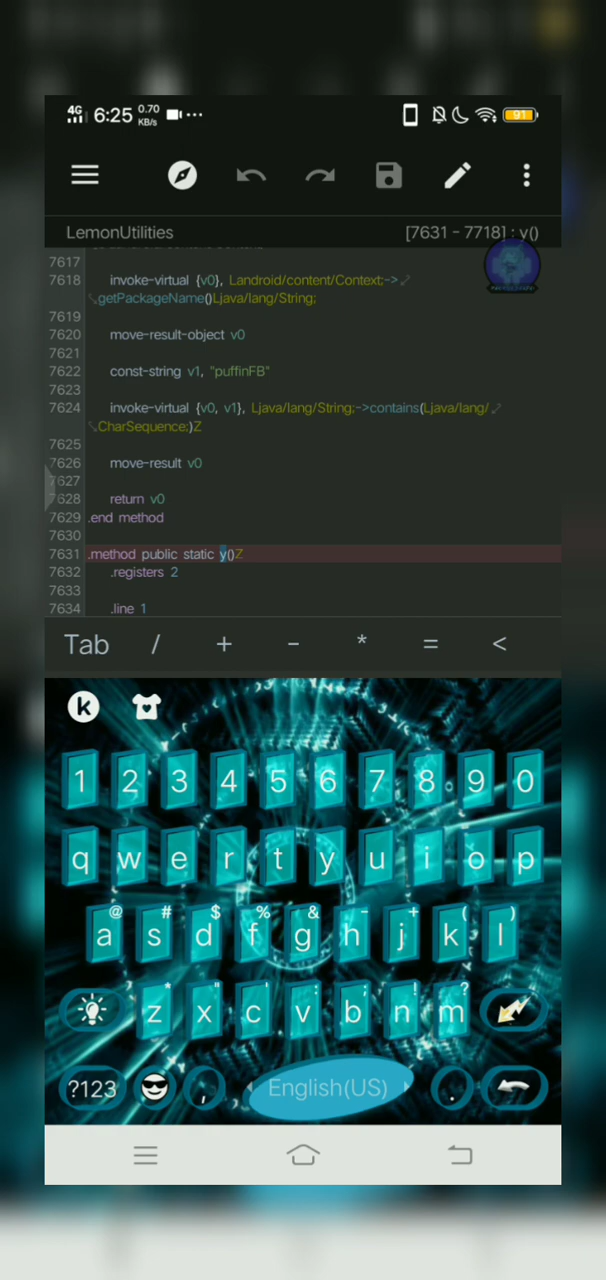 4G 6:25 0.70 KB/s ... 91
LemonUtilities [7631 - 7718] : y()
7617
7618 invoke-virtual {v0}, Landroid/content/Context;->
getPackageName()Ljava/lang/String;
7619
7620 move-result-object v0
7621
7622 const-string v1, "puffinFB"
7623
7624 invoke-virtual {v0, v1}, Ljava/lang/String;->contains(Ljava/lang/
CharSequence;)Z
7625
7626 move-result v0
7627
7628 return v0
7629 .end method
7630
7631 .method public static y()Z
7632 .registers 2
7633
7634 .line 1
Tab / + - * = <
k
1 2 3 4 5 6 7 8 9 0
q w e r t y u i o p
@ # $ % & - + ( )
a s d f g h j k l
* " ' : ; ! ?
z x c v b n m
?123 , English(US) .